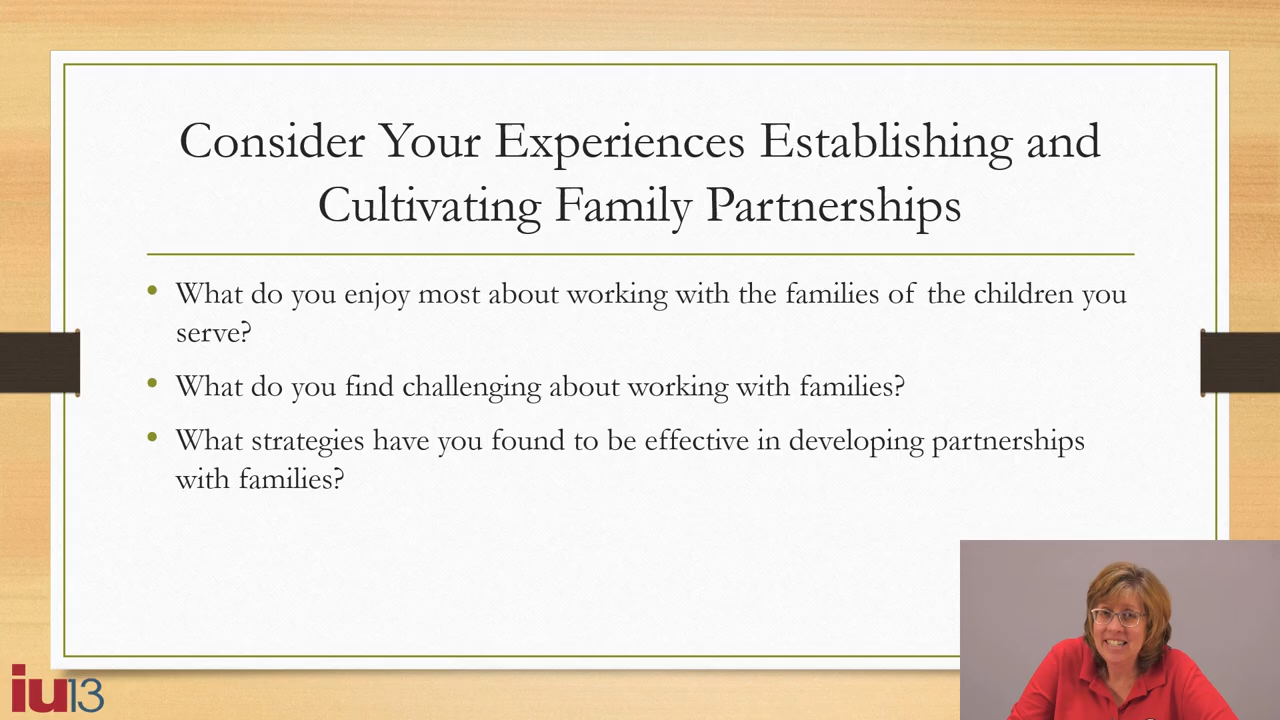 Consider Your Experiences Establishing and
Cultivating Family Partnerships
• What do you enjoy most about working with the families of the children you
serve?
• What do you find challenging about working with families?
• What strategies have you found to be effective in developing partnerships
with families?
iu13